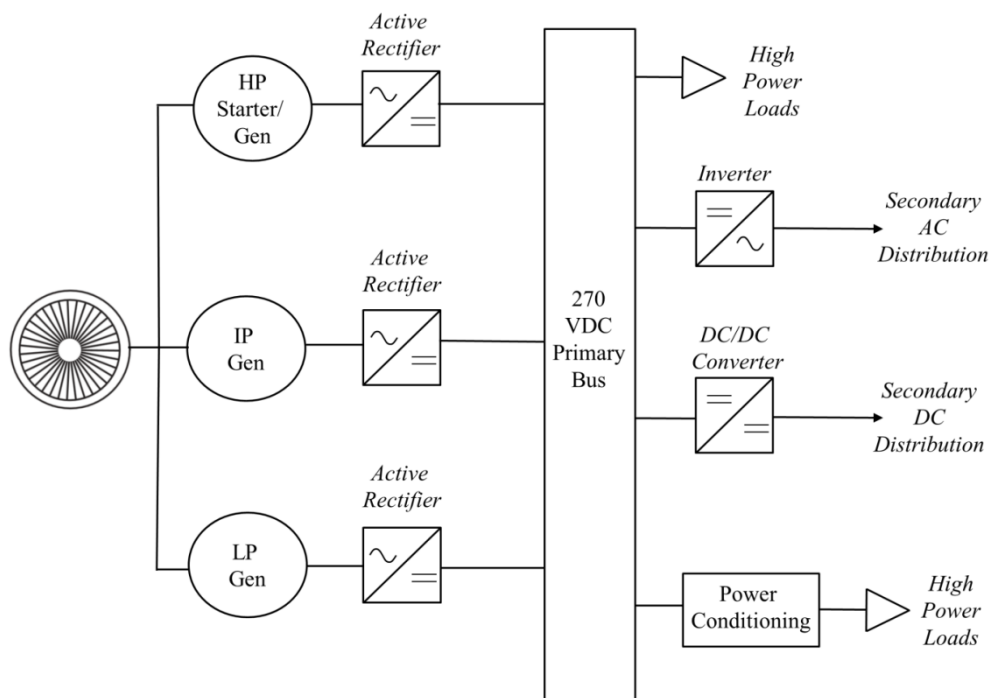 Active
Rectifier
HP
Starter/
Gen
High
Power
Loads
Inverter
Secondary
AC
Distribution
Active
Rectifier
IP
Gen
270
VDC
Primary
Bus
DC/DC
Converter
Secondary
DC
Distribution
Active
Rectifier
LP
Gen
Power
Conditioning
High
Power
Loads